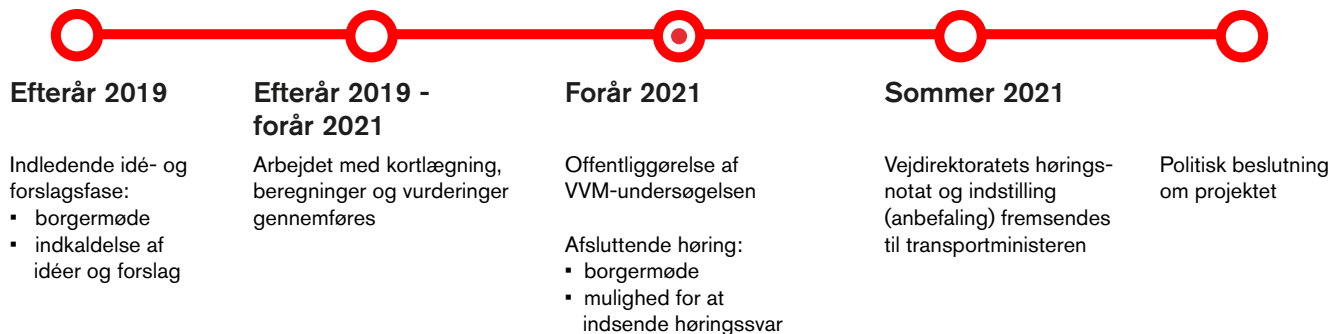 Efterår 2019
Indledende idé- og
forslagsfase:
▪ borgermøde
▪ indkaldelse af
idéer og forslag
Efterår 2019 -
forår 2021
Arbejdet med kortlægning,
beregninger og vurderinger
gennemføres
Forår 2021
Offentliggørelse af
VVM-undersøgelsen
Afsluttende høring:
▪ borgermøde
▪ mulighed for at
indsende høringssvar
Sommer 2021
Vejdirektoratets hørings-
notat og indstilling
(anbefaling) fremsendes
til transportministeren
Politisk beslutning
om projektet